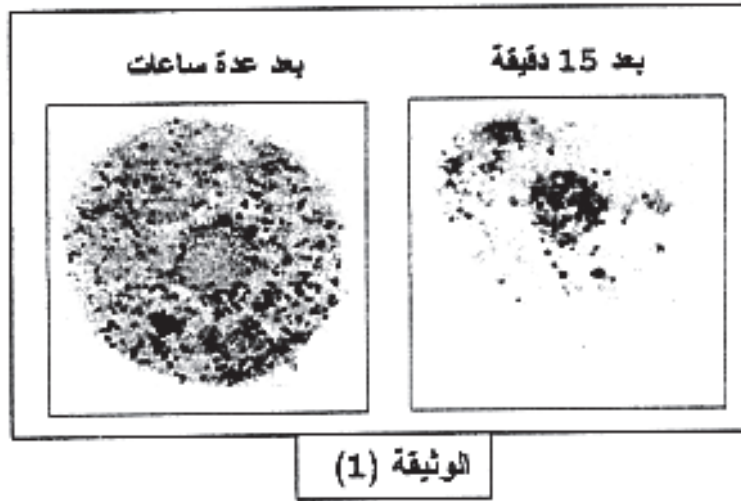 بعد 15 دقيقة
بعد عدة ساعات
الوثيقة (1)